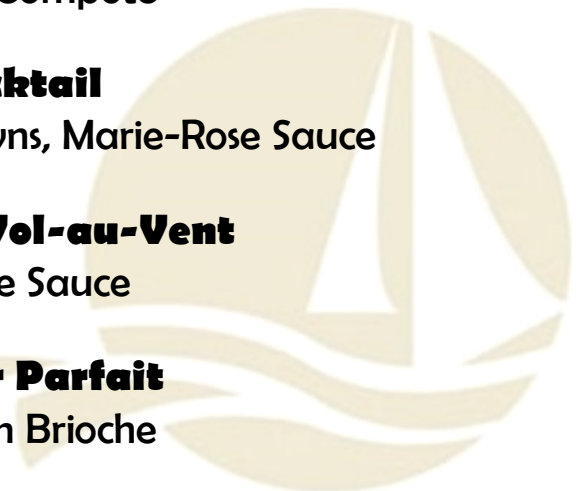 Compote
ktail
wns, Marie-Rose Sauce
Vol-au-Vent
e Sauce
r Parfait
n Brioche